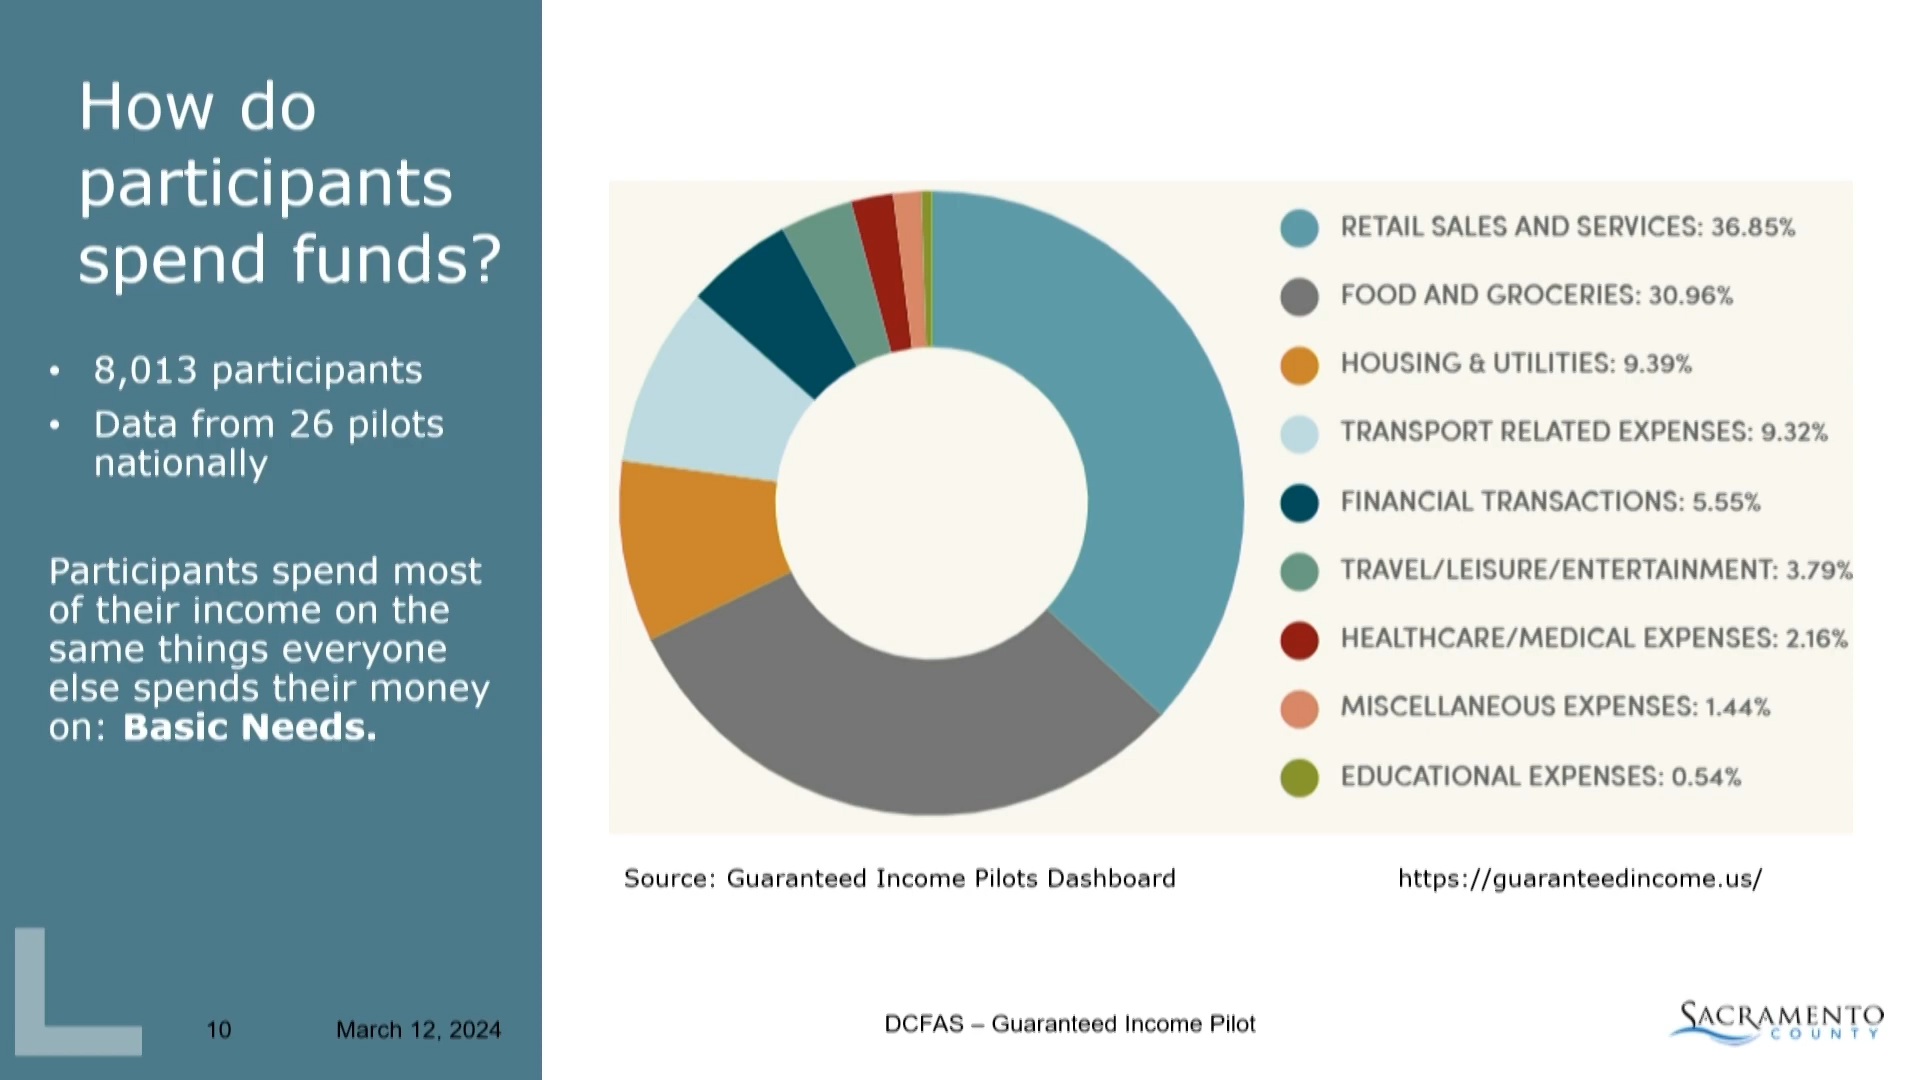 How do
participants
spend funds?
• 8,013 participants
• Data from 26 pilots
nationally
Participants spend most
of their income on the
same things everyone
else spends their money
on: Basic Needs.
RETAIL SALES AND SERVICES: 36.85%
FOOD AND GROCERIES: 30.96%
HOUSING & UTILITIES: 9.39%
TRANSPORT RELATED EXPENSES: 9.32%
FINANCIAL TRANSACTIONS: 5.55%
TRAVEL/LEISURE/ENTERTAINMENT: 3.79%
HEALTHCARE/MEDICAL EXPENSES: 2.16%
MISCELLANEOUS EXPENSES: 1.44%
EDUCATIONAL EXPENSES: 0.54%
Source: Guaranteed Income Pilots Dashboard
https://guaranteedincome.us/
10
March 12, 2024
DCFAS – Guaranteed Income Pilot
SACRAMENTO
COUNTY